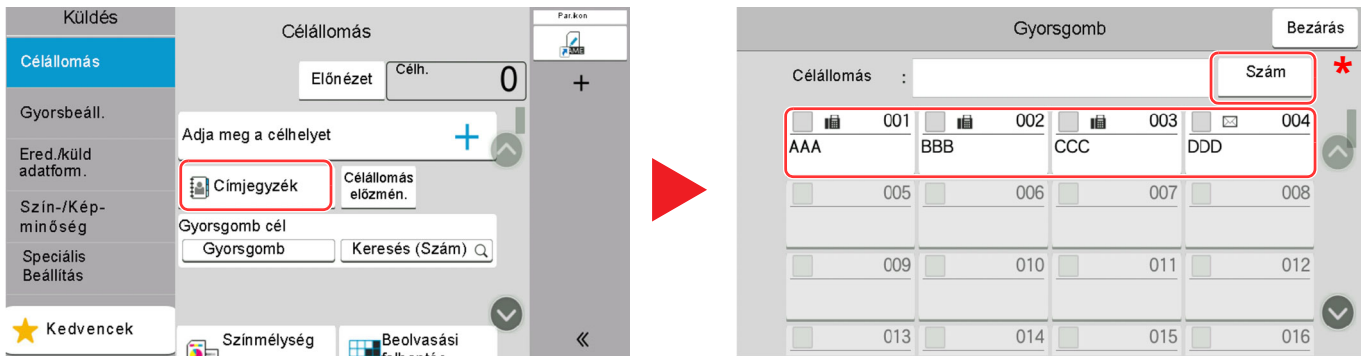 Küldés
Célállomás
Gyorsbeáll.
Ered./küld
adatform.
Szín-/Kép-
minőség
Speciális
Beállítás
Kedvencek
Célállomás
Előnézet
Célh.
0
Adja meg a célhelyet
Címjegyzék
Célállomás
előzmén.
Gyorsgomb cél
Gyorsgomb
Keresés (Szám)
Színmélység
Beolvasási
Par.ikon
Gyorsgomb
Bezárás
Célállomás :
Szám
*
001 002 003 004
AAA BBB CCC DDD
005 006 007 008
009 010 011 012
013 014 015 016